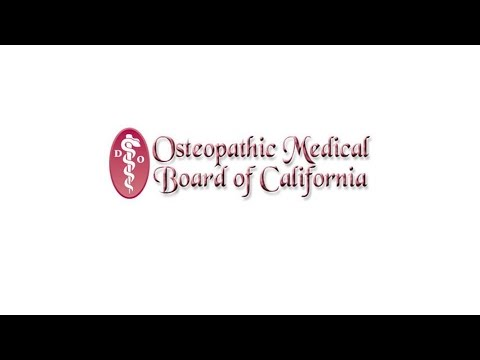 D O
Osteopathic Medical
Board of California